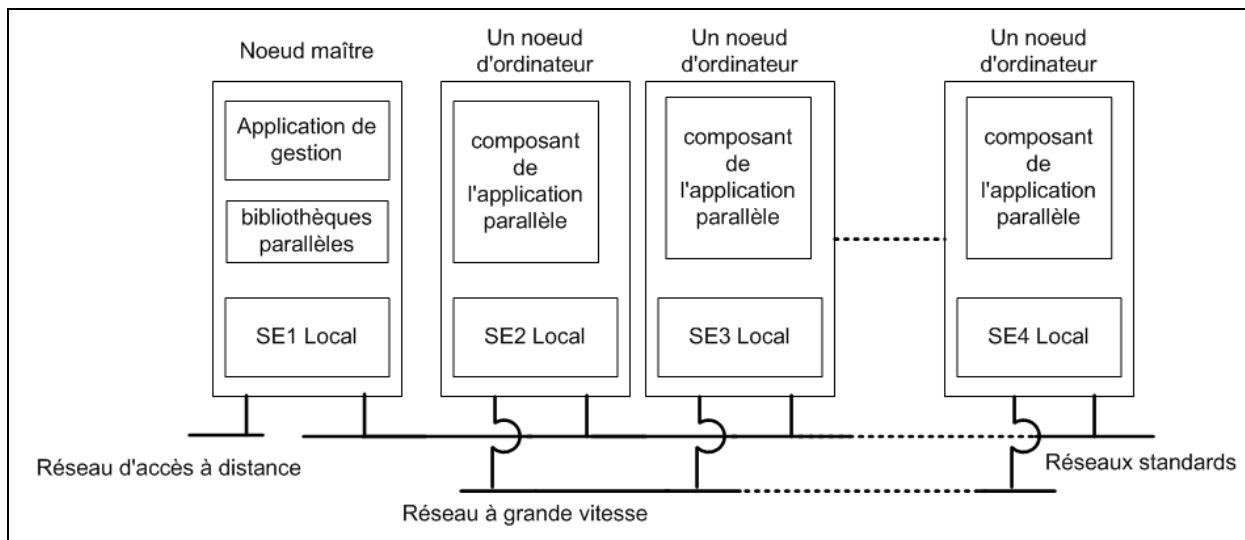 Noeud maître
Un noeud
d'ordinateur
Un noeud
d'ordinateur
Un noeud
d'ordinateur
Application de
gestion
bibliothèques
parallèles
SE1 Local
composant
de
l'application
parallèle
SE2 Local
composant
de
l'application
parallèle
SE3 Local
composant
de
l'application
parallèle
SE4 Local
Réseau d'accès à distance
Réseaux standards
Réseau à grande vitesse